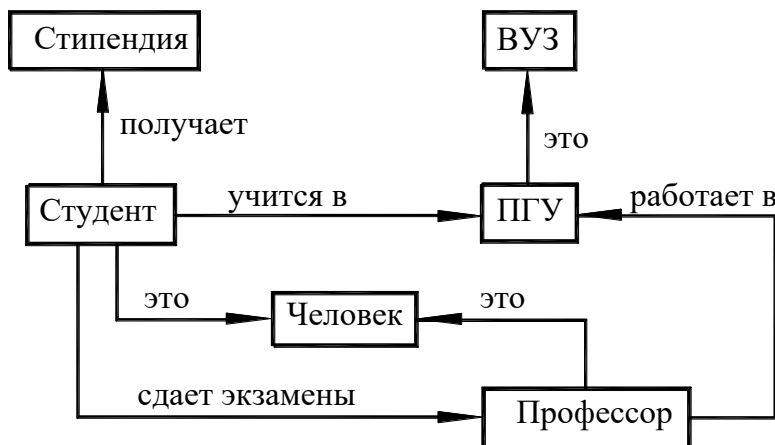 Стипендия
ВУЗ
получает
это
Студент
учится в
ПГУ
работает в
это
Человек
это
сдает экзамены
Профессор